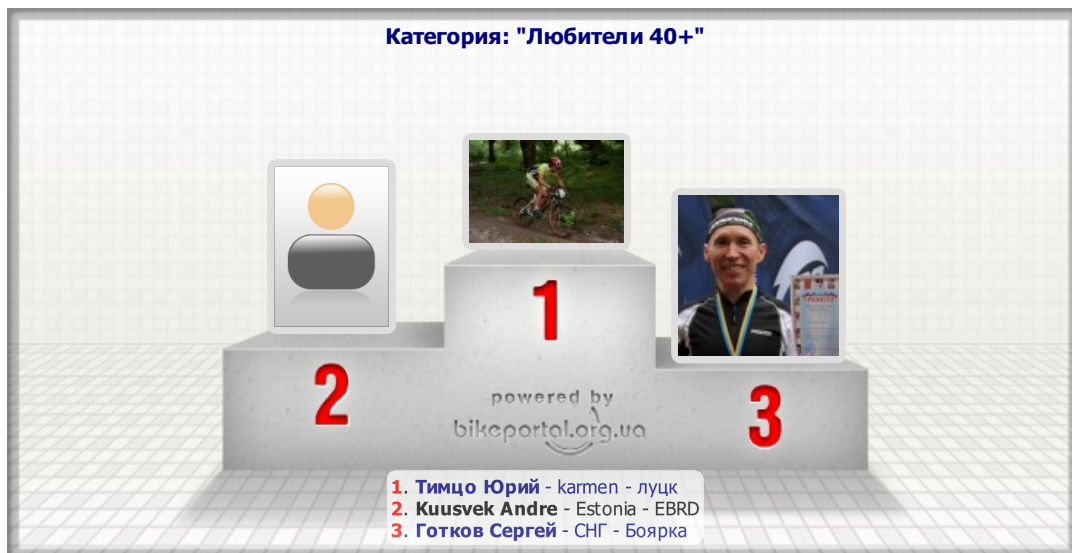 Категория: "Любители 40+"
1
2
3
powered by
bikeportal.org.ua
1. Тимцо Юрий - karmen - луцк
2. Kuusvek Andre - Estonia - EBRD
3. Готков Сергей - СНГ - Боярка